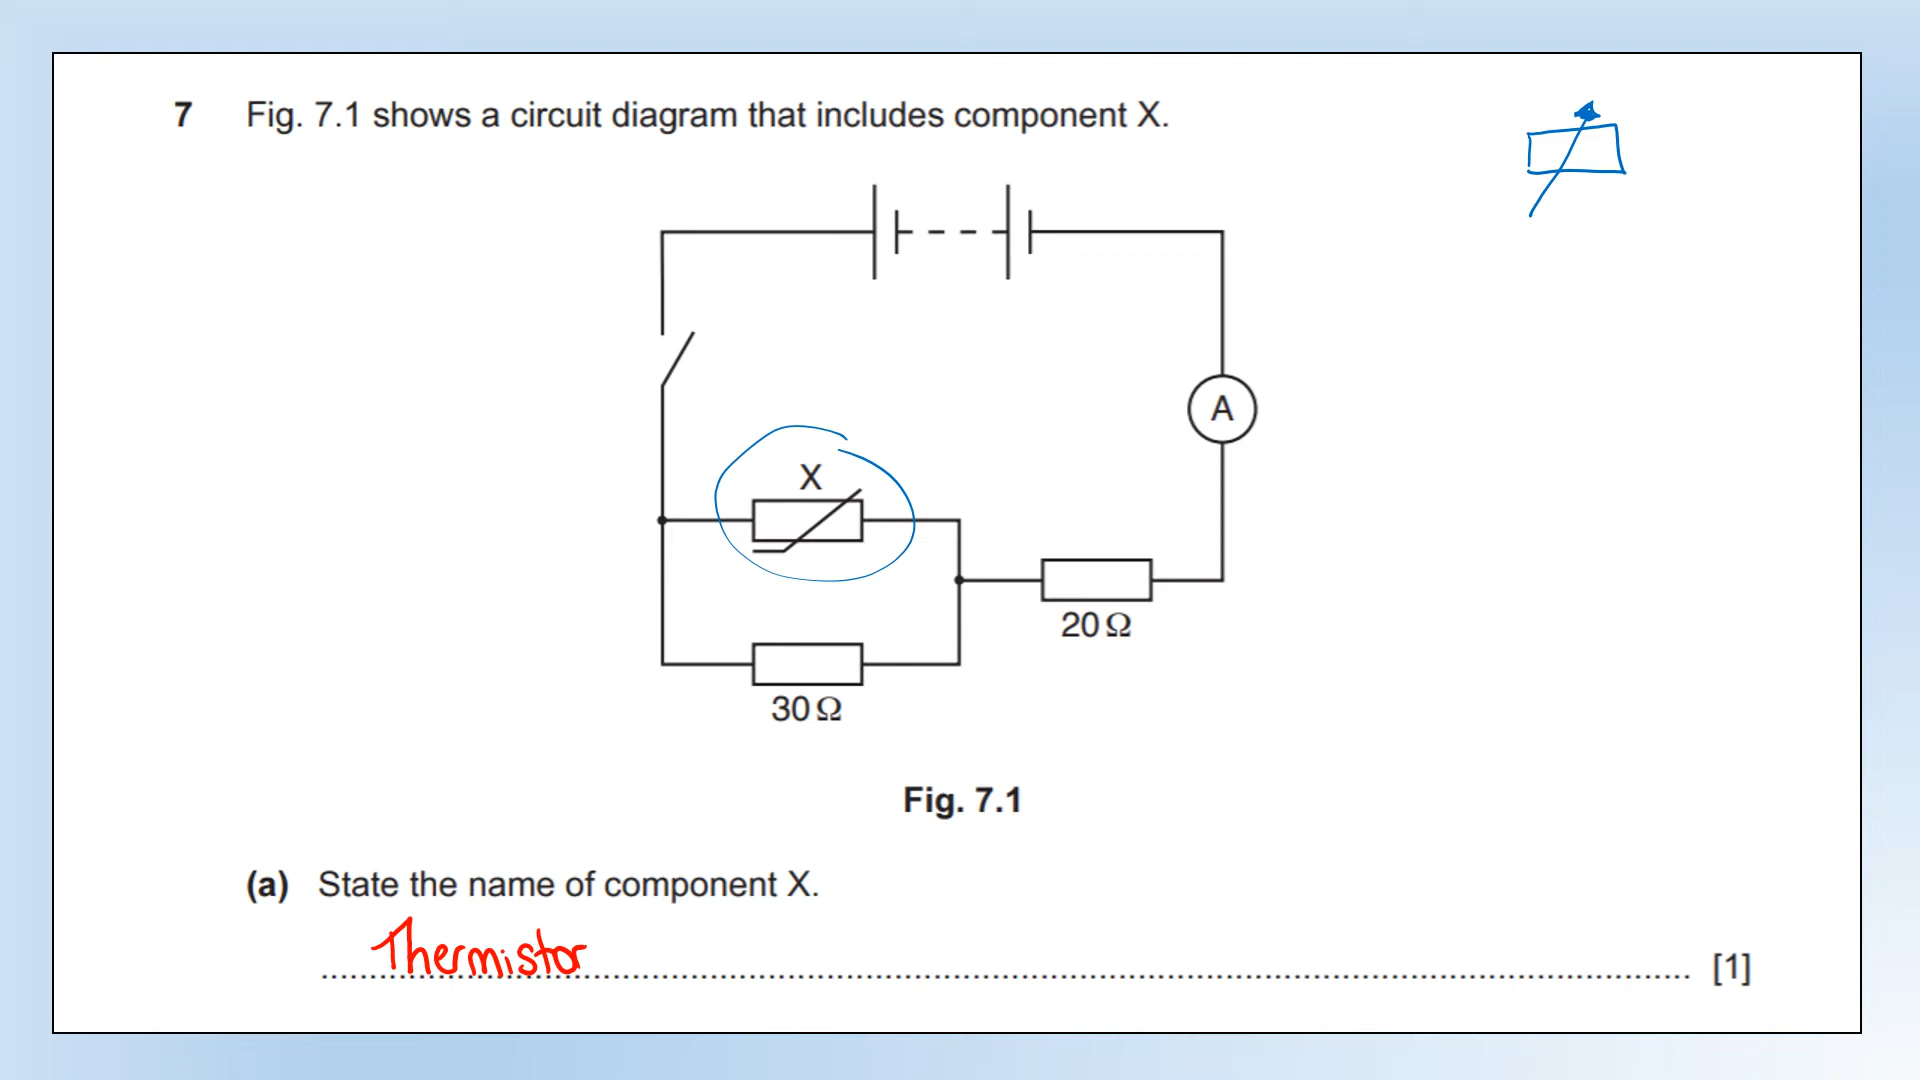 7 Fig. 7.1 shows a circuit diagram that includes component X.
A
X
20 Ω
30 Ω
Fig. 7.1
(a) State the name of component X.
Thermistor
[1]